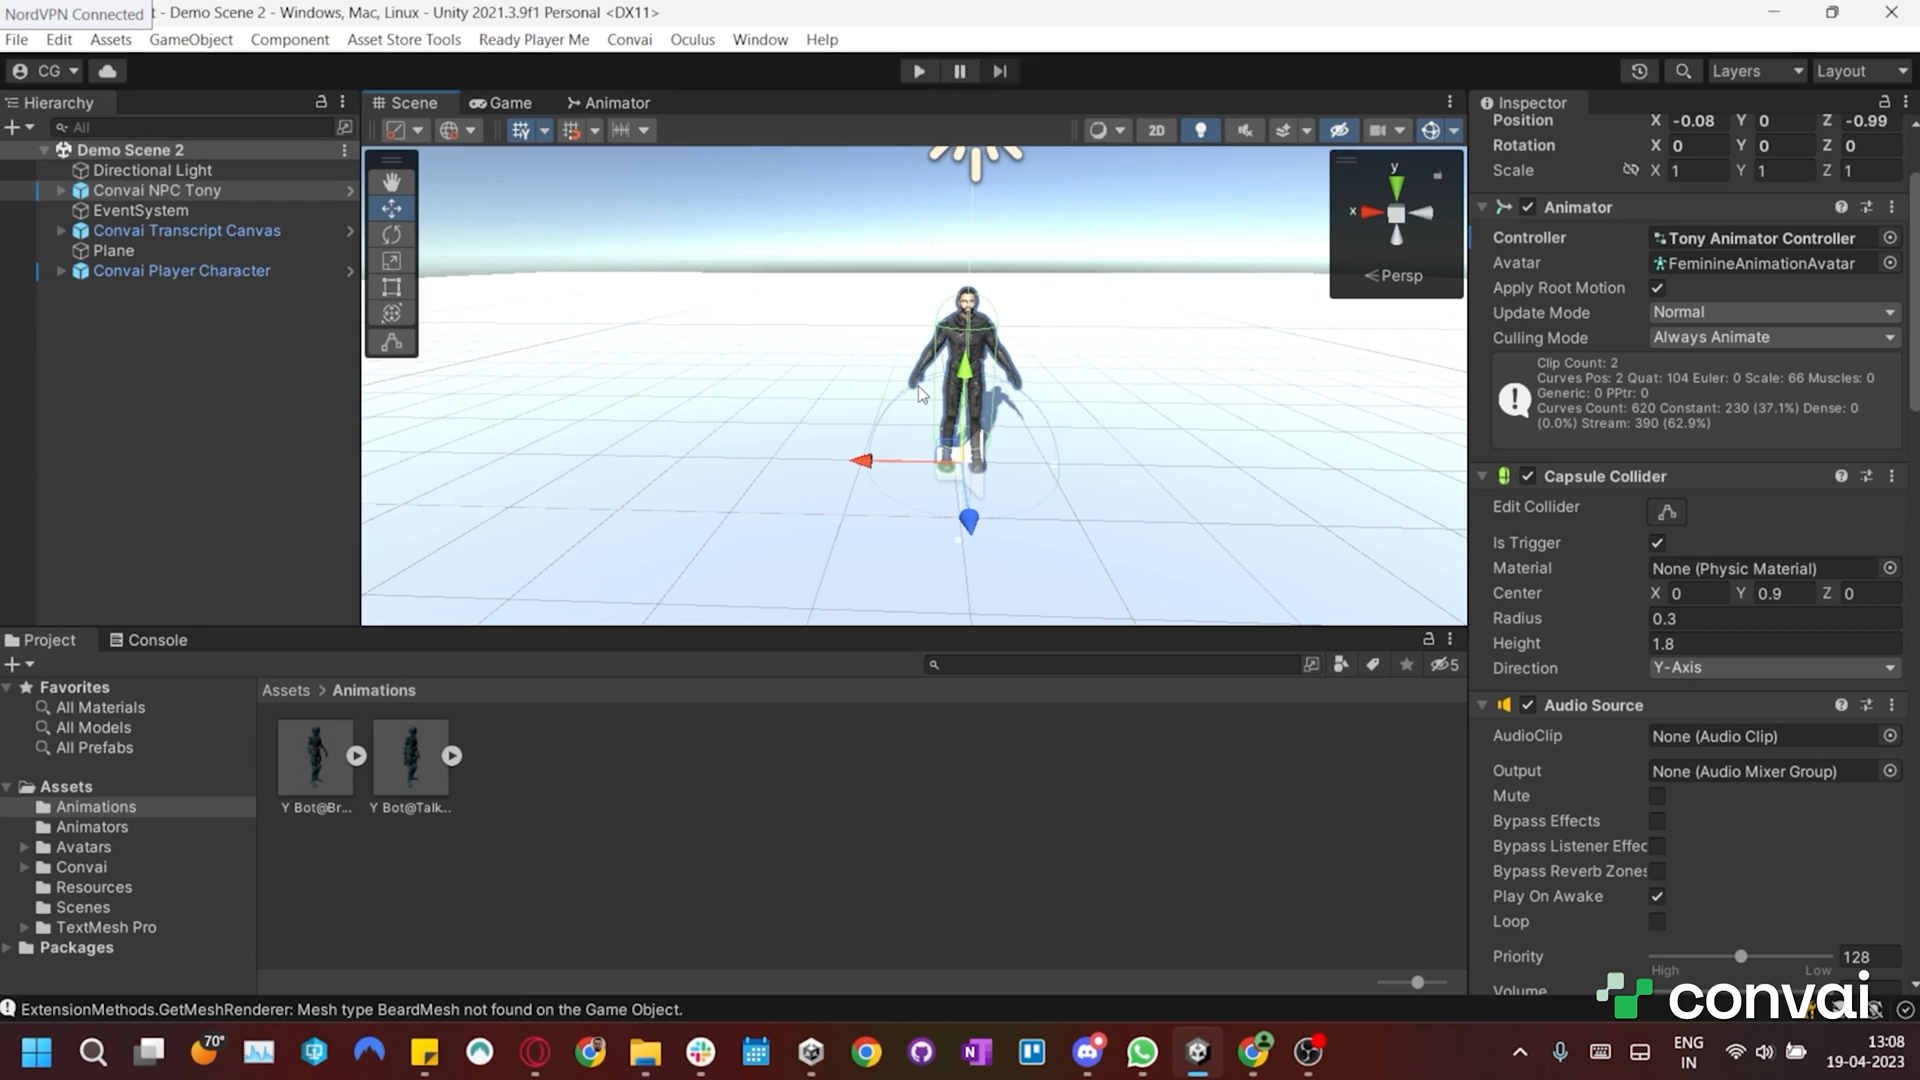 NordVPN Connected
t - Demo Scene 2 - Windows, Mac, Linux - Unity 2021.3.9f1 Personal <DX11>
File Edit Assets GameObject Component Asset Store Tools Ready Player Me Convai Oculus Window Help
CG
Layers
Layout
Hierarchy
Scene
Game
Animator
Inspector
All
2D
Demo Scene 2
Directional Light
Convai NPC Tony
EventSystem
Convai Transcript Canvas
Plane
Convai Player Character
y
x
Persp
Position X -0.08 Y 0 Z -0.99
Rotation X 0 Y 0 Z 0
Scale X 1 Y 1 Z 1
Animator
Controller Tony Animator Controller
Avatar FeminineAnimationAvatar
Apply Root Motion
Update Mode Normal
Culling Mode Always Animate
Clip Count: 2
Curves Pos: 2 Quat: 104 Euler: 0 Scale: 66 Muscles: 0
Generic: 0 PPtr: 0
Curves Count: 620 Constant: 230 (37.1%) Dense: 0
(0.0%) Stream: 390 (62.9%)
Capsule Collider
Edit Collider
Is Trigger
Material None (Physic Material)
Center X 0 Y 0.9 Z 0
Radius 0.3
Height 1.8
Direction Y-Axis
Audio Source
AudioClip None (Audio Clip)
Output None (Audio Mixer Group)
Mute
Bypass Effects
Bypass Listener Effec
Bypass Reverb Zones
Play On Awake
Loop
Priority 128
High Low
Volume
Project
Console
5
Favorites
All Materials
All Models
All Prefabs
Assets
Animations
Animators
Avatars
Convai
Resources
Scenes
TextMesh Pro
Packages
Assets > Animations
Y Bot@Br...
Y Bot@Talk...
ExtensionMethods.GetMeshRenderer: Mesh type BeardMesh not found on the Game Object.
convai
70°
ENG
IN
13:08
19-04-2023